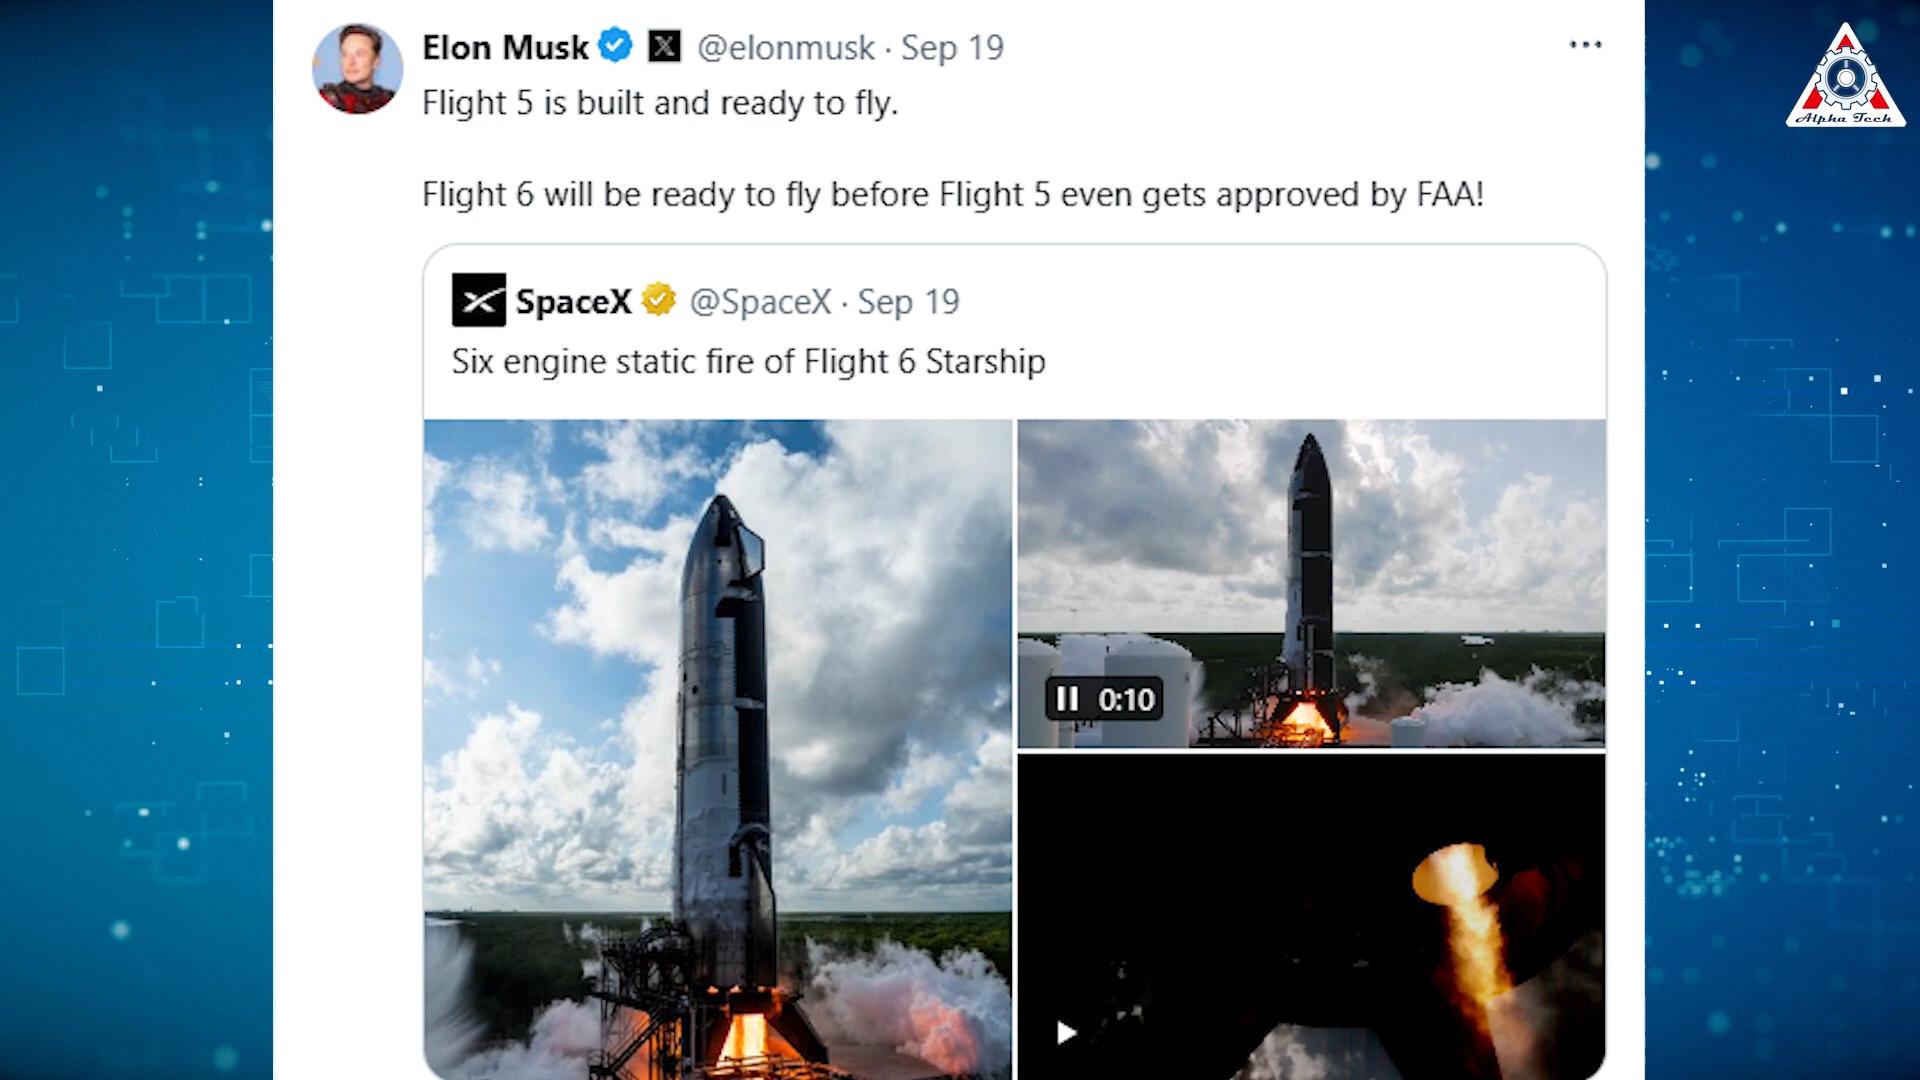 Elon Musk @elonmusk · Sep 19
Flight 5 is built and ready to fly.
Flight 6 will be ready to fly before Flight 5 even gets approved by FAA!
SpaceX @SpaceX · Sep 19
Six engine static fire of Flight 6 Starship
0:10
Alpha Tech